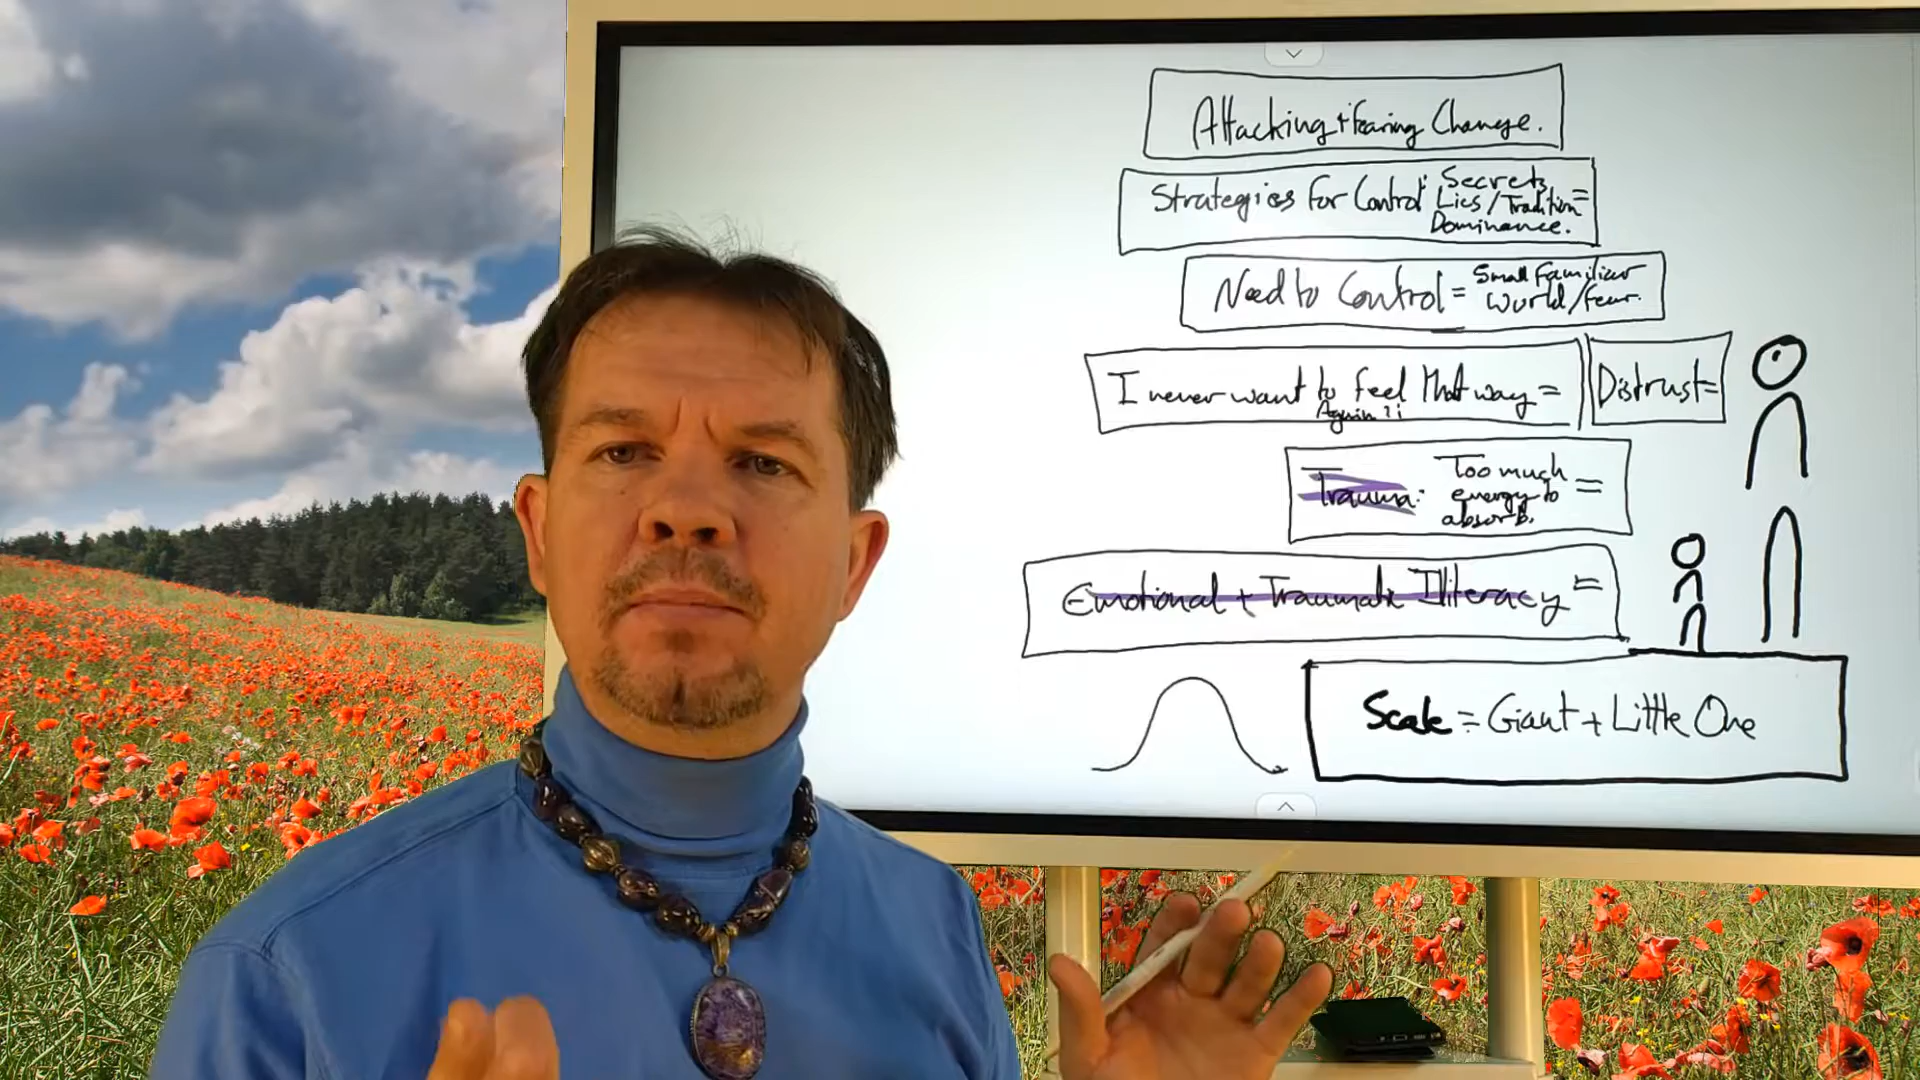 Attacking + fearing Change.
Strategies for Control: Secrets
Lies / Tradition =
Dominance.
Need to Control = Small familiar
World / fear.
I never want to feel that way =
Again ? !
Distrust =
Trauma: Too much
energy to
absorb. =
Emotional + Traumatic Illiteracy =
Scale = Giant + Little One